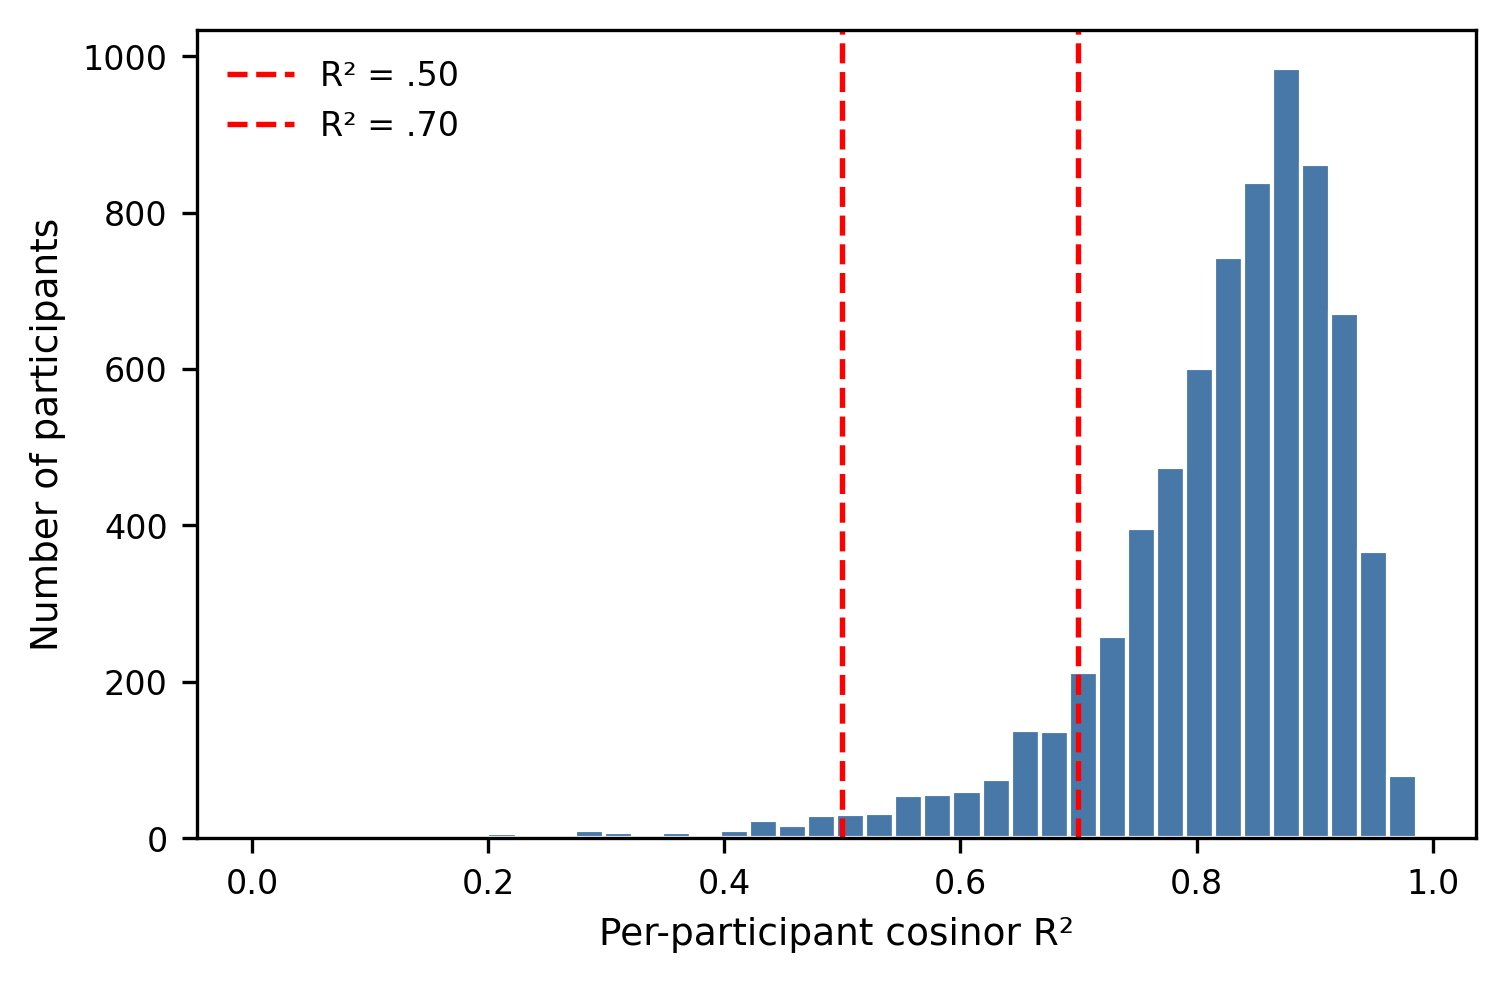 R² = .50
R² = .70
1000
800
600
400
200
0
Number of participants
0.0 0.2 0.4 0.6 0.8 1.0
Per-participant cosinor R²